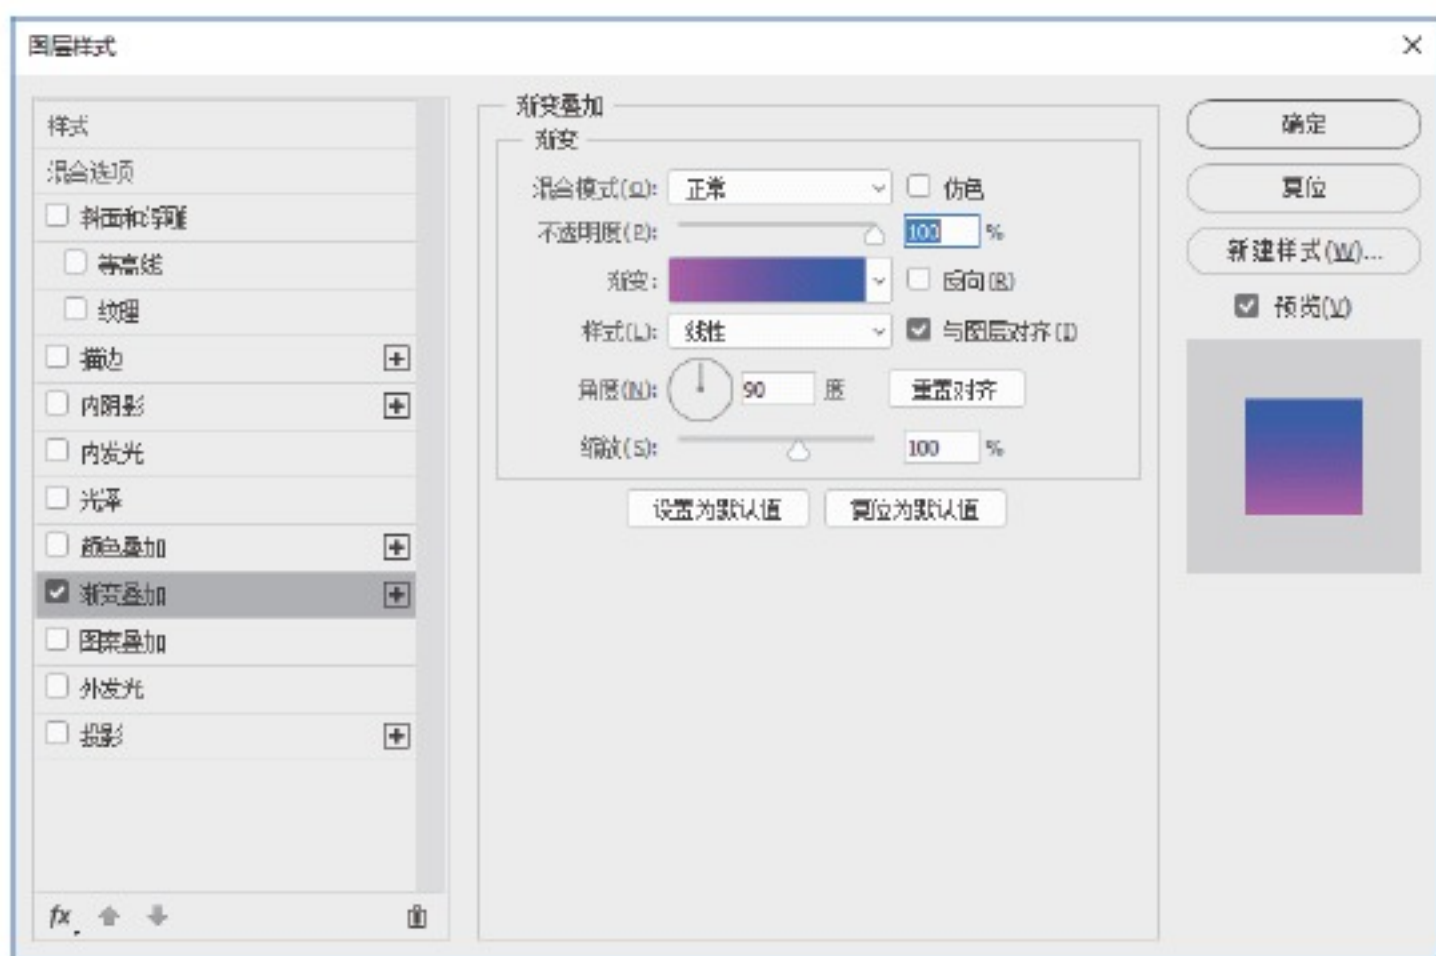 图层样式
样式
混合选项
斜面和浮雕
等高线
纹理
描边
内阴影
内发光
光泽
颜色叠加
渐变叠加
图案叠加
外发光
投影
fx
渐变叠加
渐变
混合模式(O): 正常 仿色
不透明度(P): 100 %
渐变: 反向(R)
样式(L): 线性 与图层对齐(I)
角度(N): 90 度 重置对齐
缩放(S): 100 %
设置为默认值 复位为默认值
确定
复位
新建样式(W)...
预览(V)